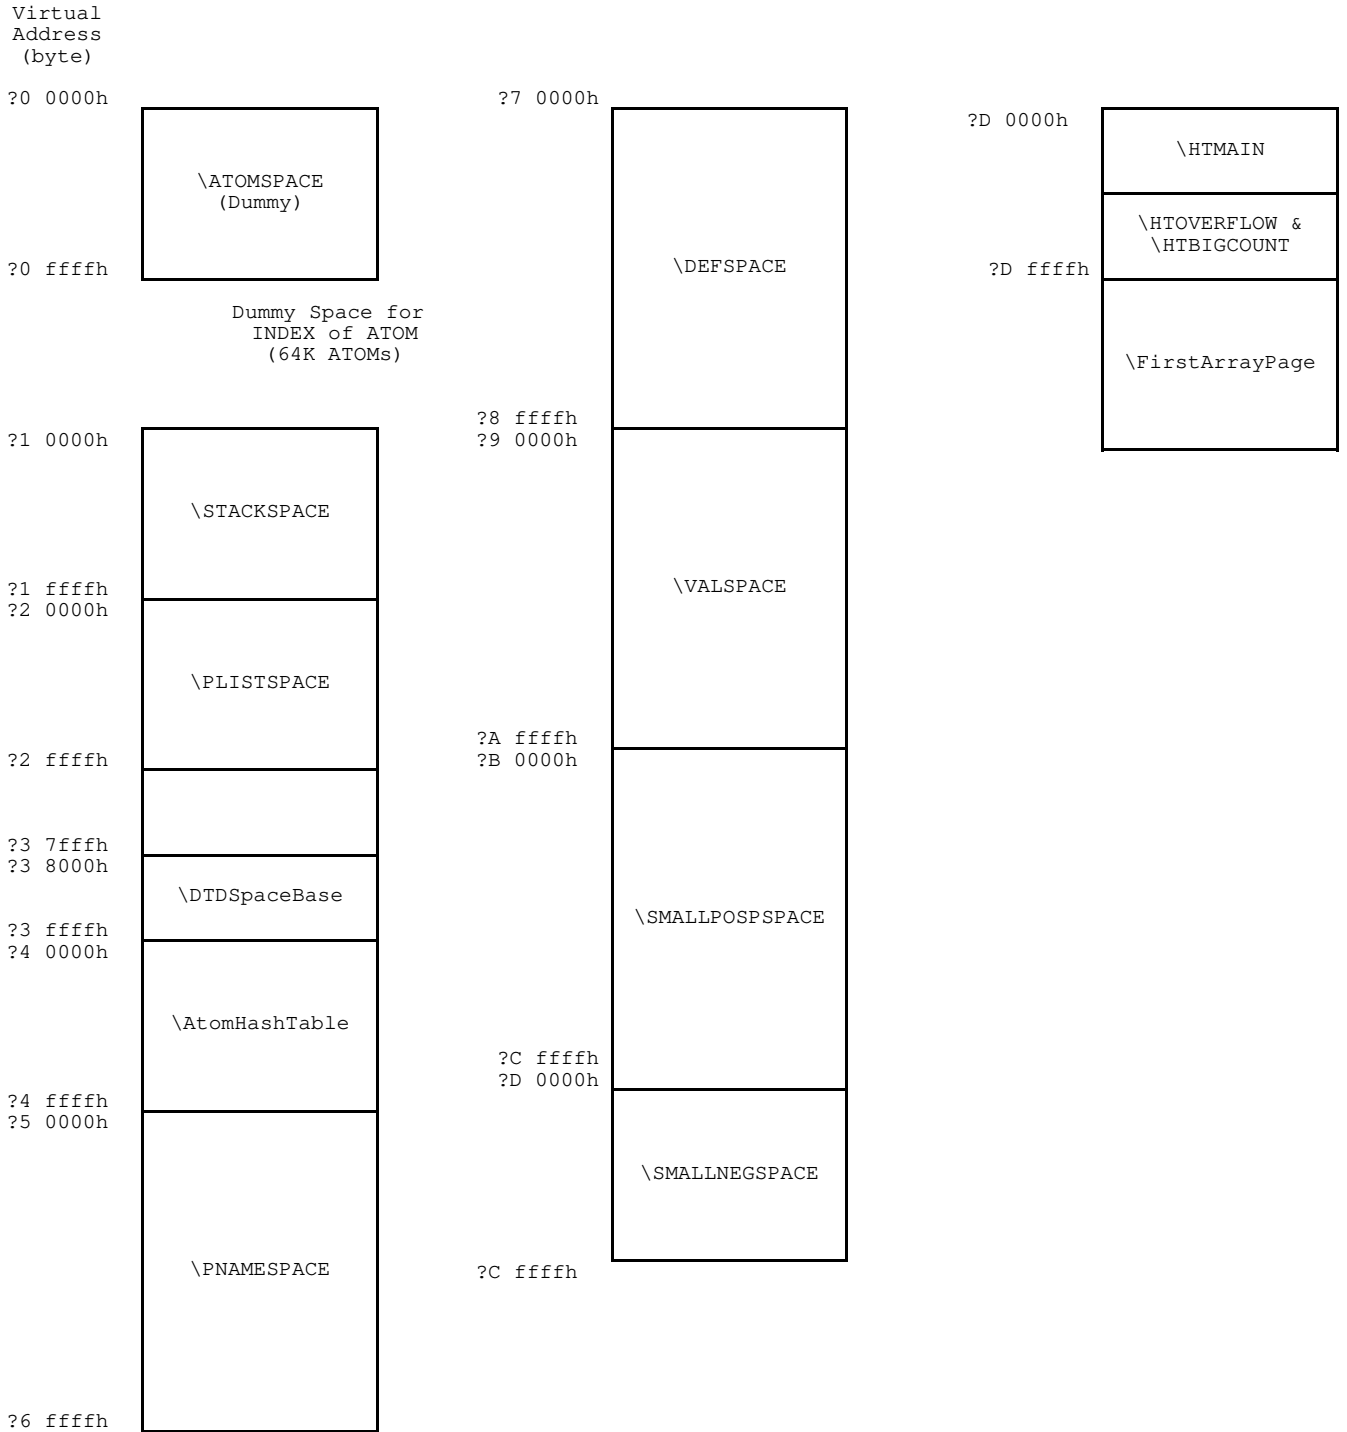 Virtual
Address
(byte)
?0 0000h
\ATOMSPACE
(Dummy)
?0 ffffh
Dummy Space for
INDEX of ATOM
(64K ATOMs)
?1 0000h
\STACKSPACE
?1 ffffh
?2 0000h
\PLISTSPACE
?2 ffffh
?3 7fffh
?3 8000h
\DTDSpaceBase
?3 ffffh
?4 0000h
\AtomHashTable
?4 ffffh
?5 0000h
\PNAMESPACE
?6 ffffh
?7 0000h
\DEFSPACE
?8 ffffh
?9 0000h
\VALSPACE
?A ffffh
?B 0000h
\SMALLPOSPSPACE
?C ffffh
?D 0000h
\SMALLNEGSPACE
?C ffffh
?D 0000h
\HTMAIN
\HTOVERFLOW &
\HTBIGCOUNT
?D ffffh
\FirstArrayPage